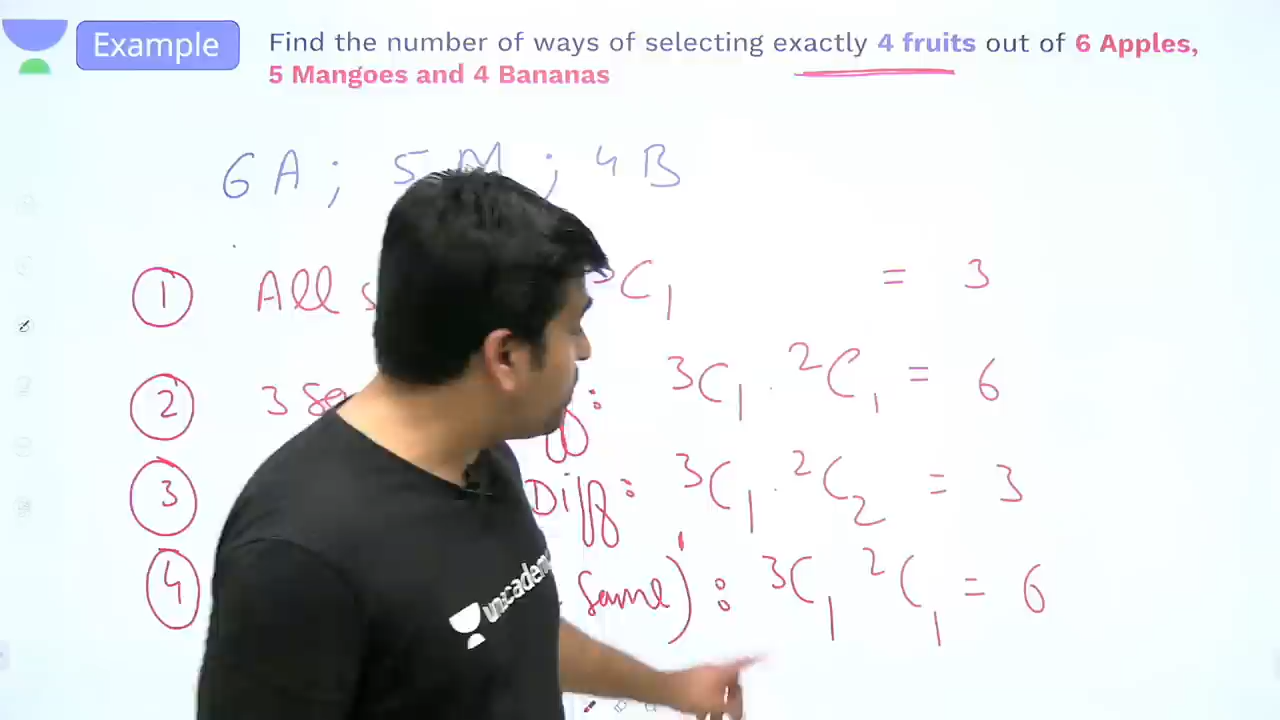 Example
Find the number of ways of selecting exactly 4 fruits out of 6 Apples,
5 Mangoes and 4 Bananas
6 A ; 5 M ; 4 B
1 All ³C₁ = 3
2 3 : ³C₁ . ²C₁ = 6
3 Diff : ³C₁ . ²C₂ = 3
4 Same) : ³C₁ ²C₁ = 6
unacademy